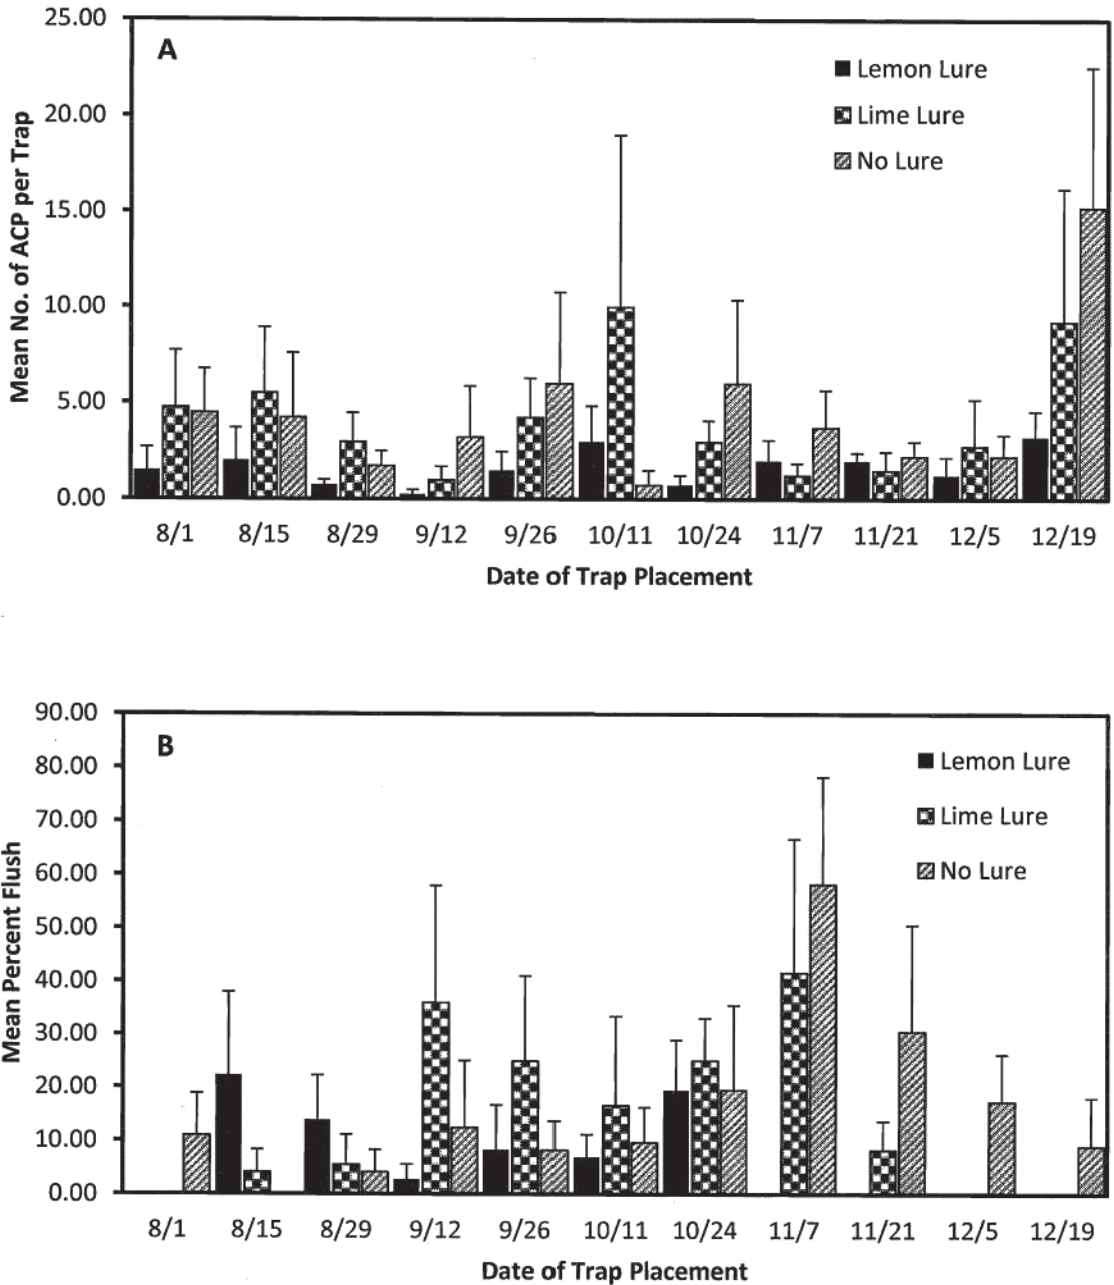 A
Lemon Lure
Lime Lure
No Lure
Mean No. of ACP per Trap
25.00
20.00
15.00
10.00
5.00
0.00
8/1 8/15 8/29 9/12 9/26 10/11 10/24 11/7 11/21 12/5 12/19
Date of Trap Placement
B
Lemon Lure
Lime Lure
No Lure
Mean Percent Flush
90.00
80.00
70.00
60.00
50.00
40.00
30.00
20.00
10.00
0.00
8/1 8/15 8/29 9/12 9/26 10/11 10/24 11/7 11/21 12/5 12/19
Date of Trap Placement